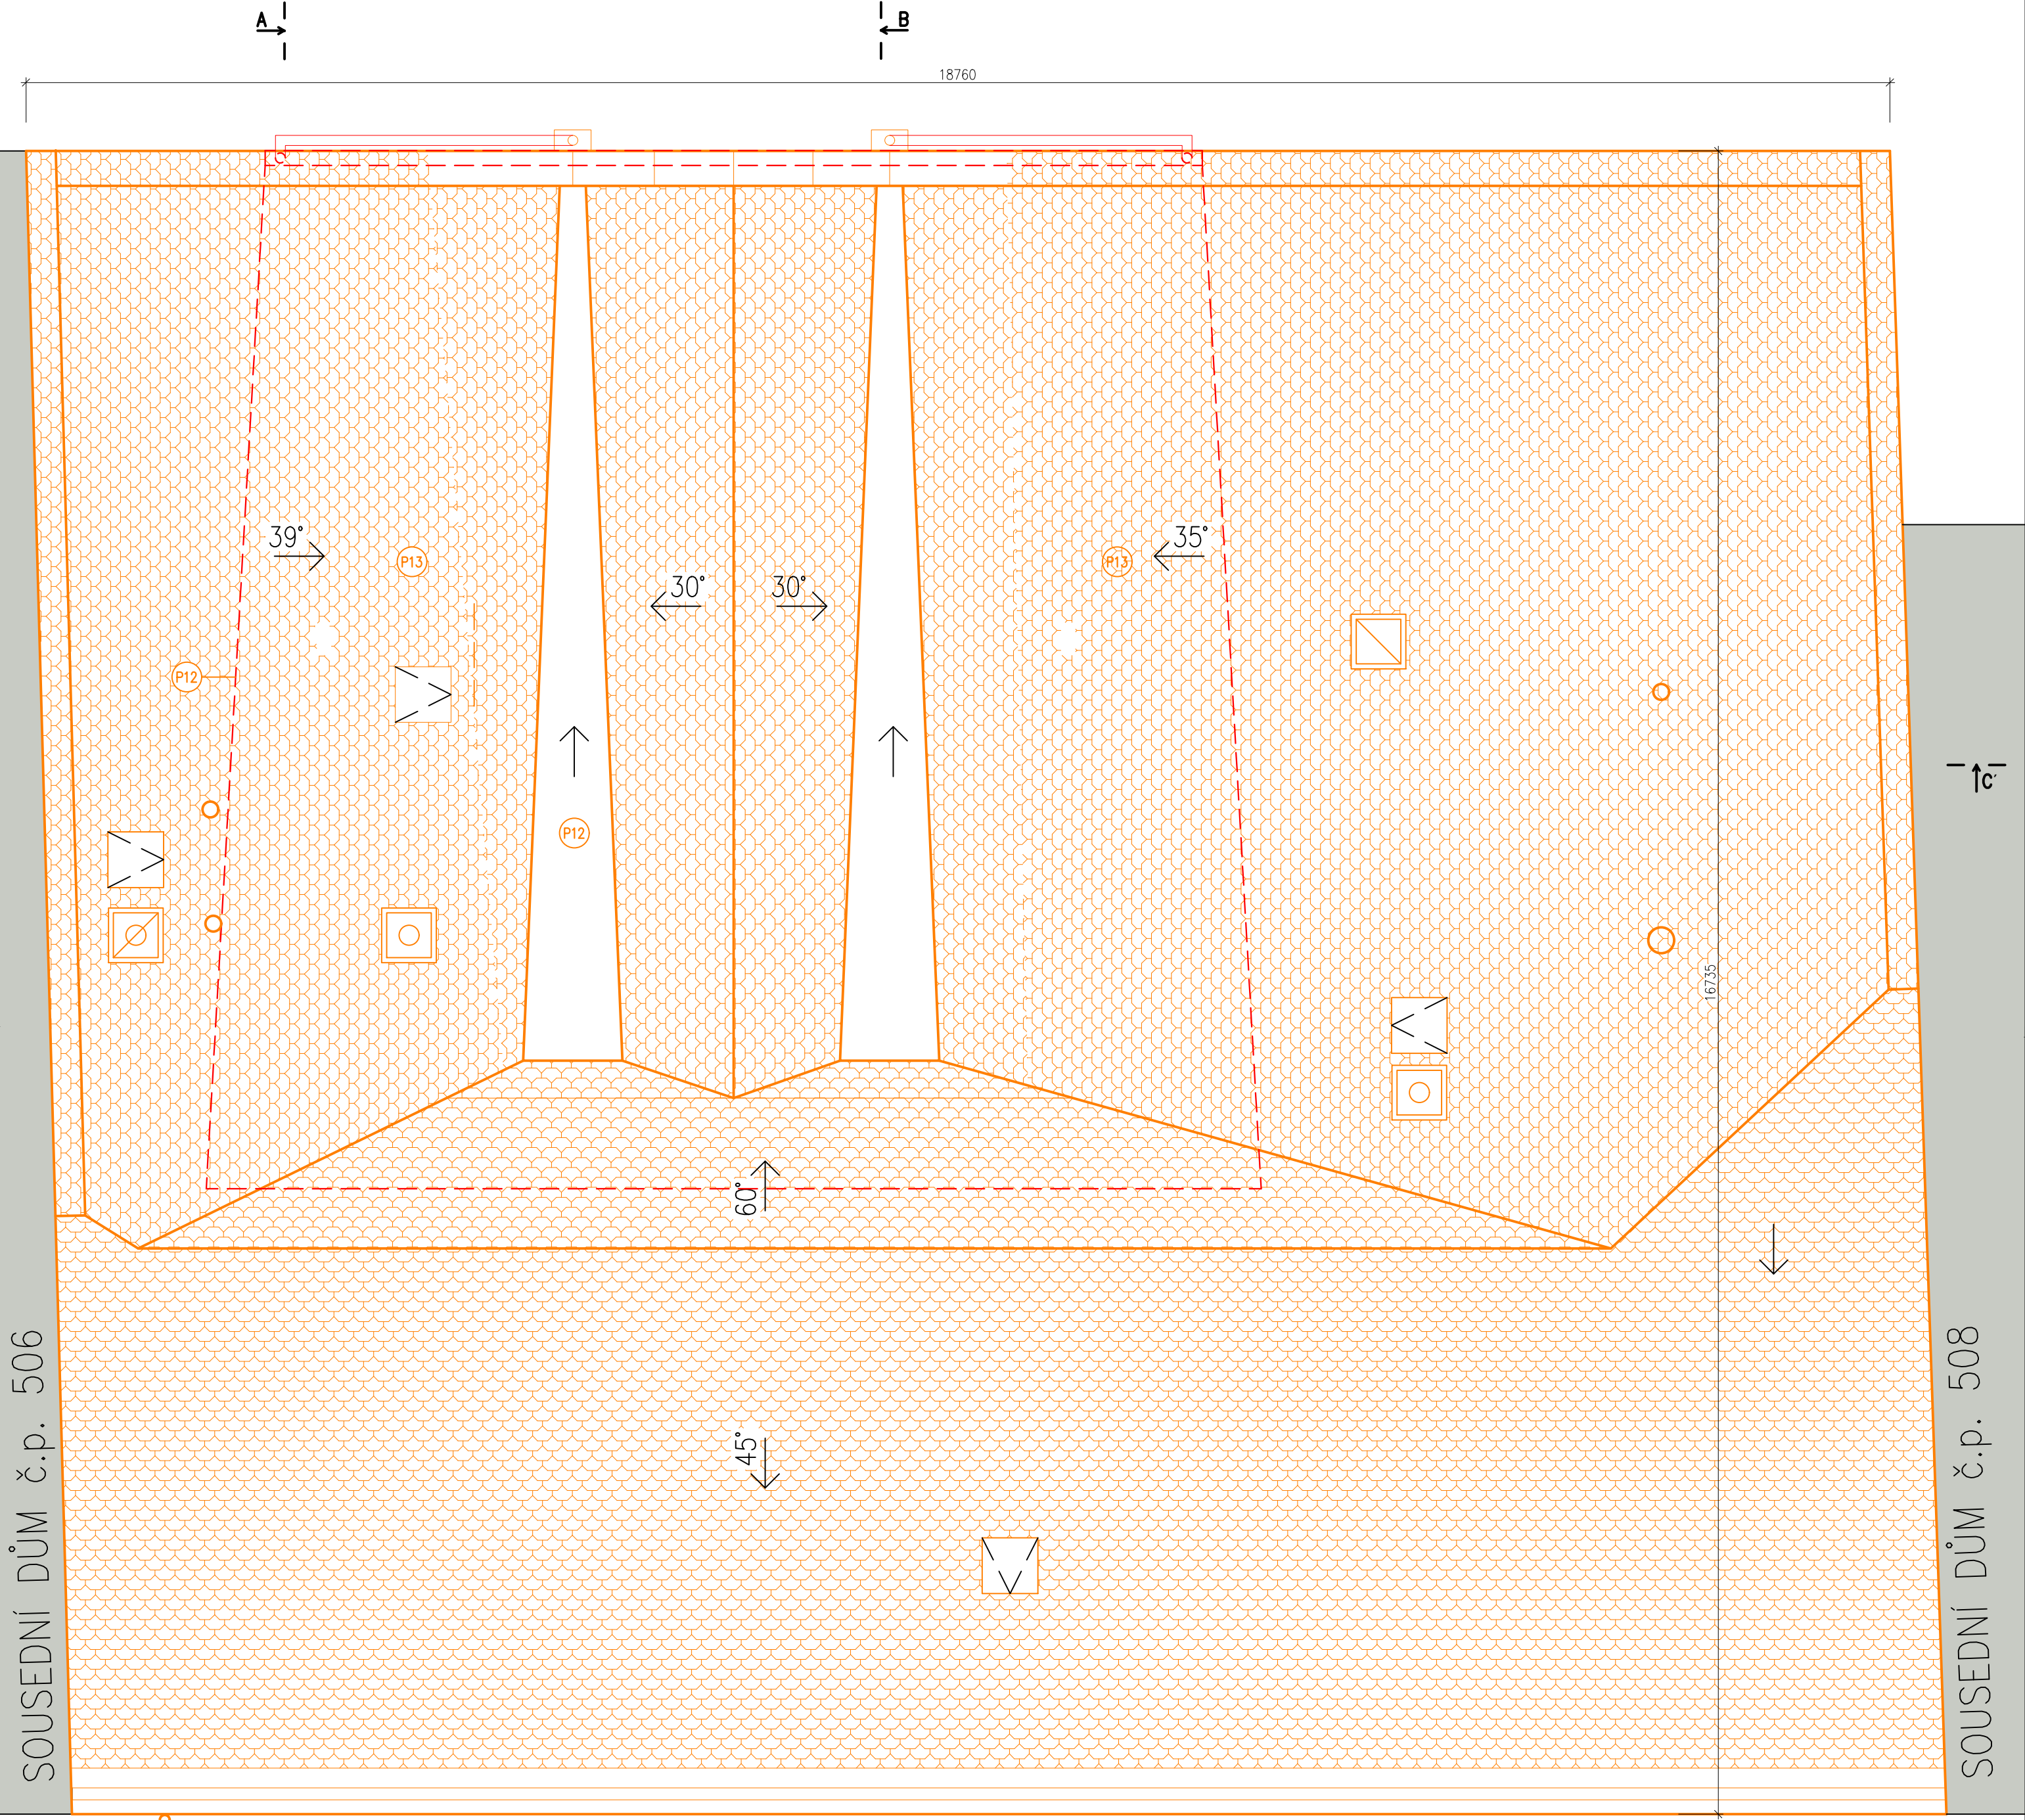 A
B
18760
39°
P13
30°
30°
P13
35°
P12
C'
P12
16735
60°
45°
SOUSEDNÍ DŮM č.p. 506
SOUSEDNÍ DŮM č.p. 508